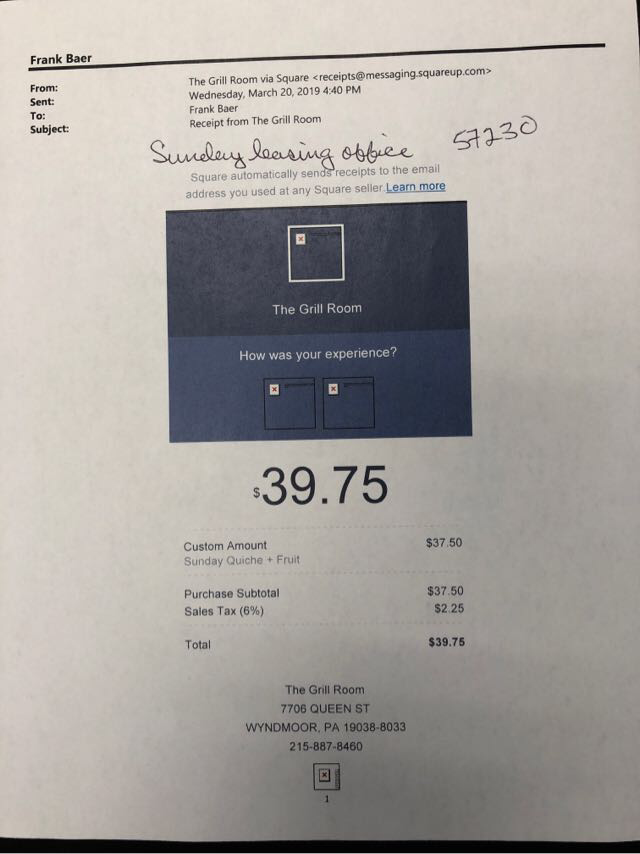 Frank Baer
From: The Grill Room via Square <receipts@messaging.squareup.com>
Sent: Wednesday, March 20, 2019 4:40 PM
To: Frank Baer
Subject: Receipt from The Grill Room
Sunday leasing office 57230
Square automatically sends receipts to the email
address you used at any Square seller. Learn more
The Grill Room
How was your experience?
$39.75
Custom Amount $37.50
Sunday Quiche + Fruit
Purchase Subtotal $37.50
Sales Tax (6%) $2.25
Total $39.75
The Grill Room
7706 QUEEN ST
WYNDMOOR, PA 19038-8033
215-887-8460
1